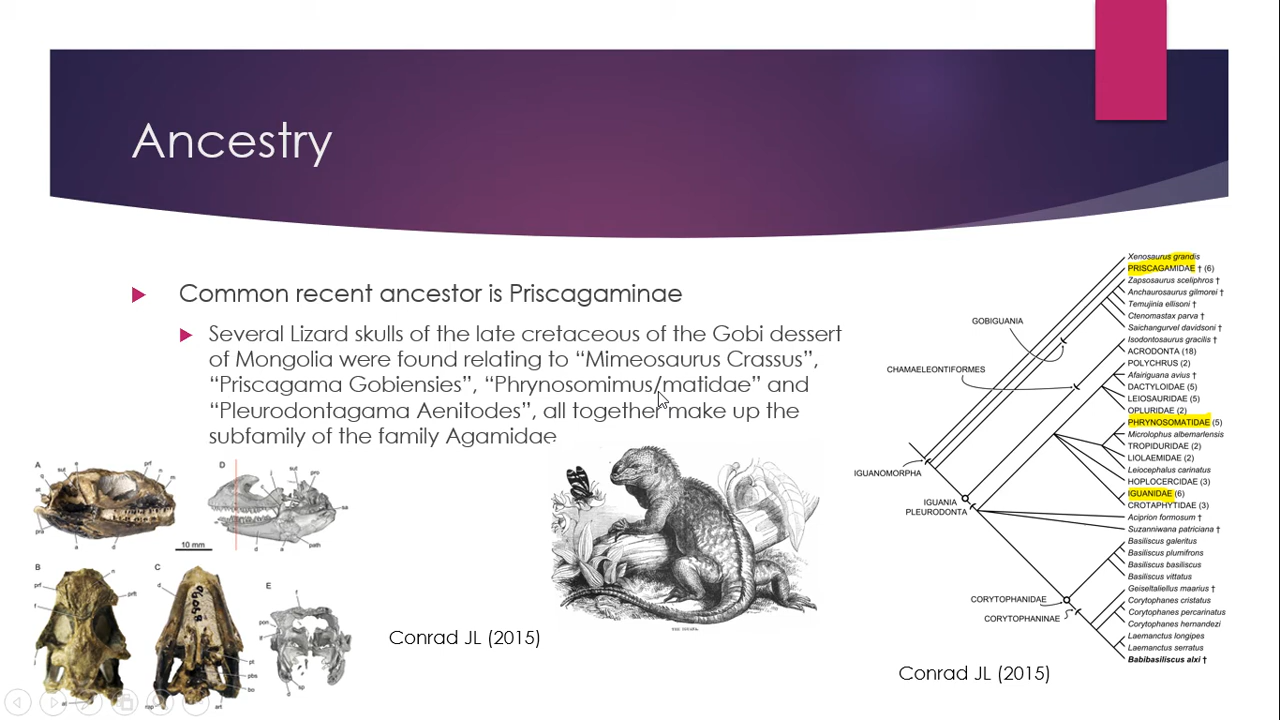 Ancestry
Common recent ancestor is Priscagaminae
Several Lizard skulls of the late cretaceous of the Gobi dessert
of Mongolia were found relating to “Mimeosaurus Crassus”,
“Priscagama Gobiensies”, “Phrynosomimus/matidae” and
“Pleurodontagama Aenitodes”, all together make up the
subfamily of the family Agamidae
A
D
10 mm
B
C
E
Conrad JL (2015)
Xenosaurus grandis
PRISCAGAMIDAE † (6)
Zapsosaurus sceliphros †
Anchaurosaurus gilmorei †
Temujinia ellisoni †
Ctenomastax parva †
Saichangurvel davidsoni †
Isodontosaurus gracilis †
ACRODONTA (18)
POLYCHRUS (2)
Afairiguana avius †
DACTYLOIDAE (5)
LEIOSAURIDAE (5)
OPLURIDAE (2)
PHRYNOSOMATIDAE (5)
Microlophus albemarlensis
TROPIDURIDAE (2)
LIOLAEMIDAE (2)
Leiocephalus carinatus
HOPLOCERCIDAE (3)
IGUANIDAE (6)
CROTAPHYTIDAE (3)
Aciprion formosum †
Suzanniwana patriciana †
Basiliscus galeritus
Basiliscus plumifrons
Basiliscus basiliscus
Basiliscus vittatus
Geiseltaliellus maarius †
Corytophanes cristatus
Corytophanes percarinatus
Corytophanes hernandezi
Laemanctus longipes
Laemanctus serratus
Babibasiliscus alxi †
GOBIGUANIA
CHAMAELEONTIFORMES
IGUANOMORPHA
IGUANIA
PLEURODONTA
CORYTOPHANIDAE
CORYTOPHANINAE
Conrad JL (2015)